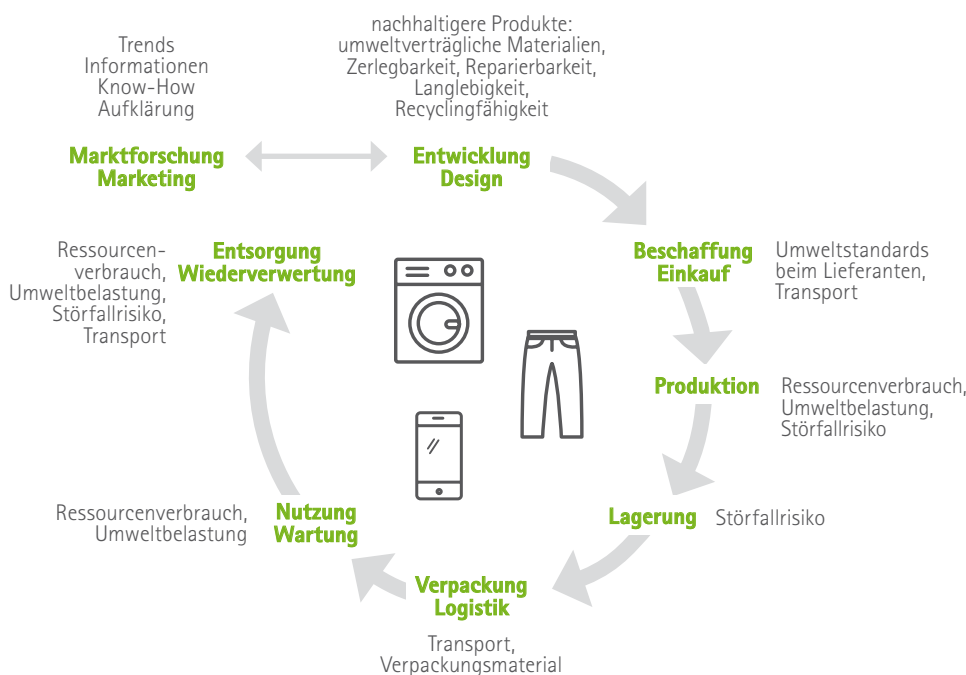 Trends
Informationen
Know-How
Aufklärung
Marktforschung
Marketing
nachhaltigere Produkte:
umweltverträgliche Materialien,
Zerlegbarkeit, Reparierbarkeit,
Langlebigkeit,
Recyclingfähigkeit
Entwicklung
Design
Beschaffung
Einkauf
Umweltstandards
beim Lieferanten,
Transport
Produktion
Ressourcenverbrauch,
Umweltbelastung,
Störfallrisiko
Lagerung
Störfallrisiko
Verpackung
Logistik
Transport,
Verpackungsmaterial
Nutzung
Wartung
Ressourcenverbrauch,
Umweltbelastung
Entsorgung
Wiederverwertung
Ressourcen-
verbrauch,
Umweltbelastung,
Störfallrisiko,
Transport